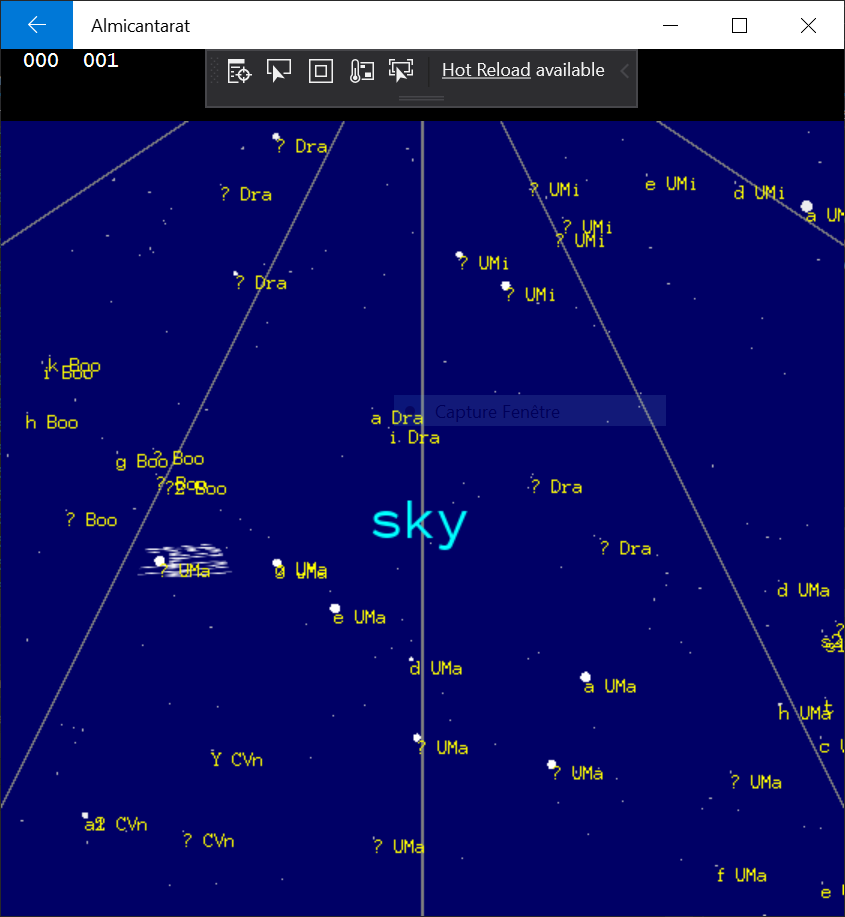 Almicantarat
000 001
Hot Reload available
? Dra
? Dra
? UMi
e UMi
d UMi
a UM
? UMi
? UMi
? UMi
? Dra
? UMi
k Boo
i Boo
Capture Fenêtre
h Boo
a Dra
i Dra
g Boo
? Boo
? Boo
?2 Boo
? Dra
? Boo
sky
? Dra
? UMa
g UMa
d UMa
e UMa
?
d UMa
a UMa
h UMa
t
? UMa
c U
Y CVn
? UMa
? UMa
a2 CVn
? CVn
? UMa
f UMa
e U